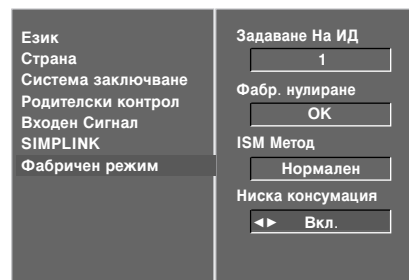 Език
Страна
Система заключване
Родителски контрол
Входен Сигнал
SIMPLINK
Фабричен режим
Задаване На ИД
1
Фабр. нулиране
OK
ISM Метод
Нормален
Ниска консумация
◄► Вкл.